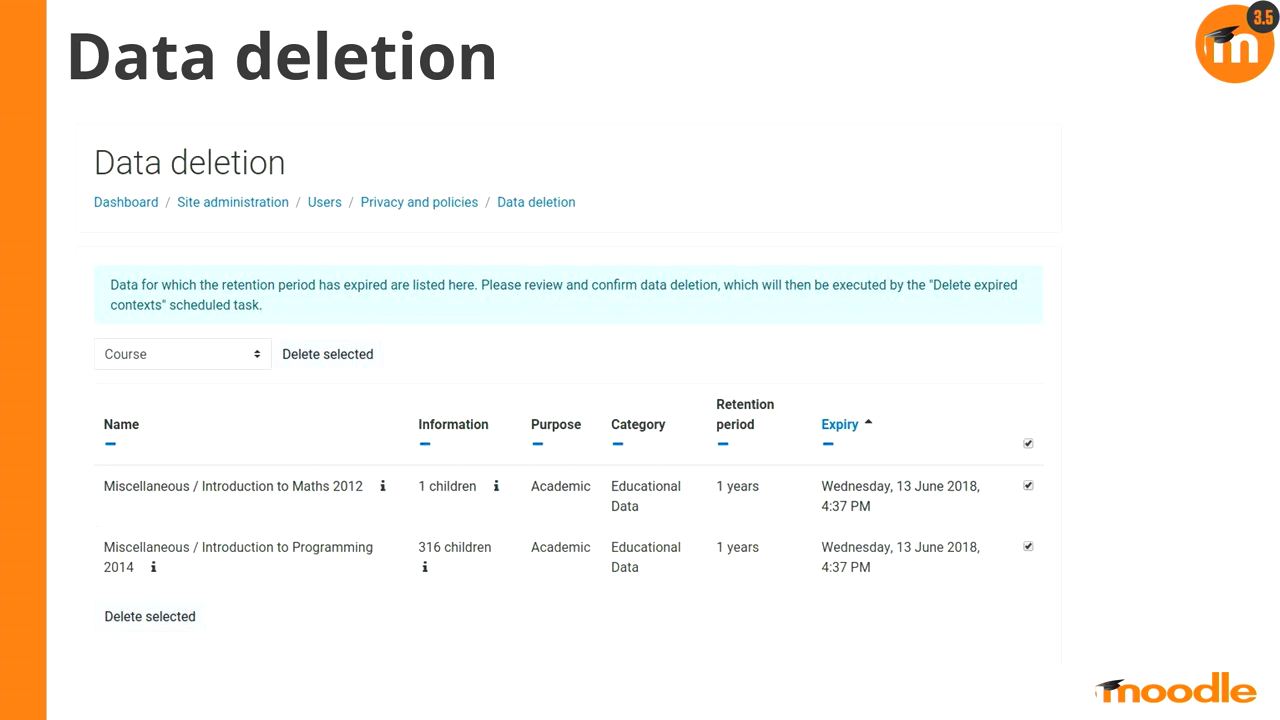 Data deletion
3.5
m
Data deletion
Dashboard / Site administration / Users / Privacy and policies / Data deletion
Data for which the retention period has expired are listed here. Please review and confirm data deletion, which will then be executed by the "Delete expired
contexts" scheduled task.
Course Delete selected
Name Information Purpose Category Retention period Expiry
Miscellaneous / Introduction to Maths 2012 i 1 children i Academic Educational Data 1 years Wednesday, 13 June 2018, 4:37 PM
Miscellaneous / Introduction to Programming 2014 i 316 children i Academic Educational Data 1 years Wednesday, 13 June 2018, 4:37 PM
Delete selected
moodle